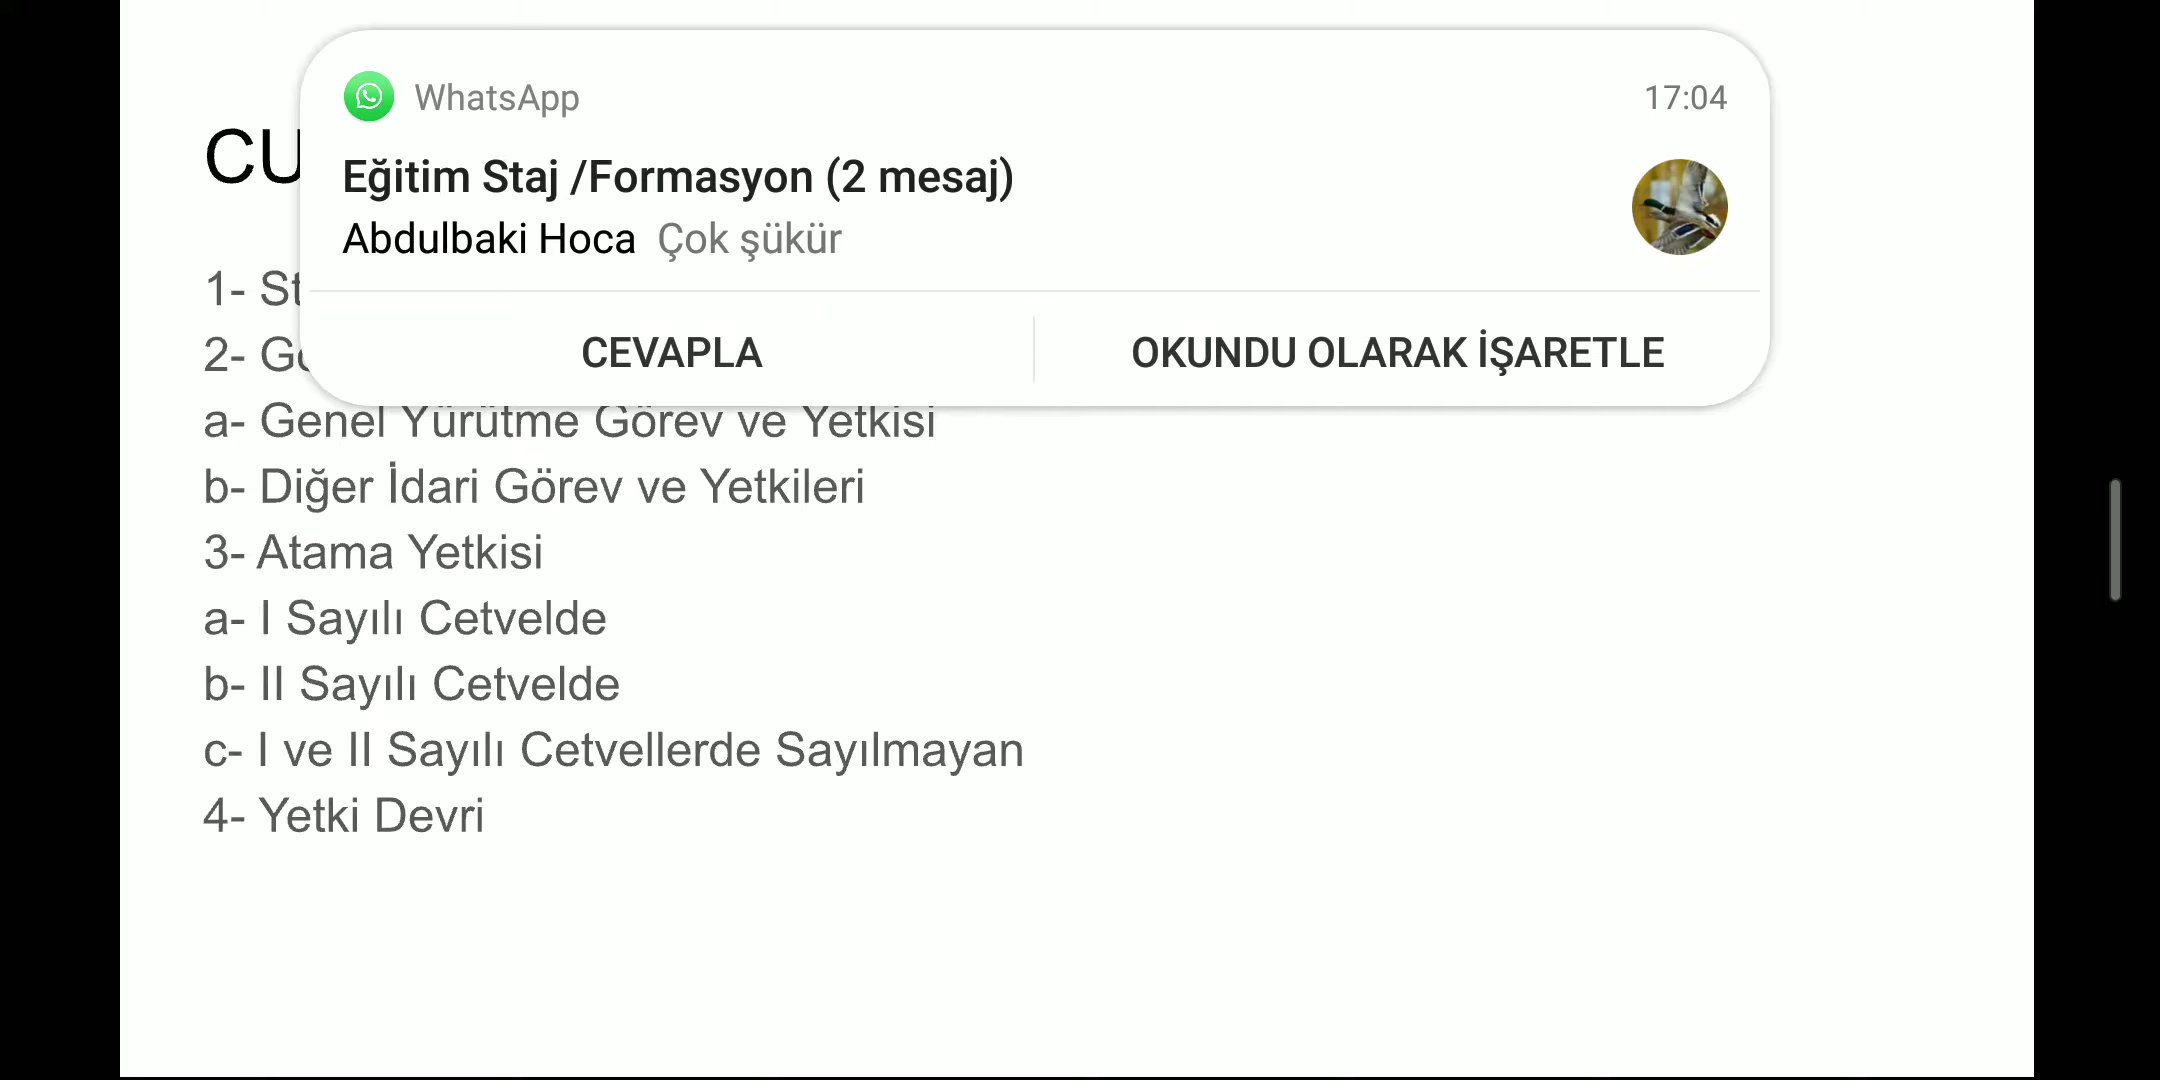 WhatsApp 17:04
CU
Eğitim Staj /Formasyon (2 mesaj)
Abdulbaki Hoca Çok şükür
1- St
CEVAPLA OKUNDU OLARAK İŞARETLE
2-
a- Genel Yürütme Görev ve Yetkisi
b- Diğer İdari Görev ve Yetkileri
3- Atama Yetkisi
a- I Sayılı Cetvelde
b- II Sayılı Cetvelde
c- I ve II Sayılı Cetvellerde Sayılmayan
4- Yetki Devri